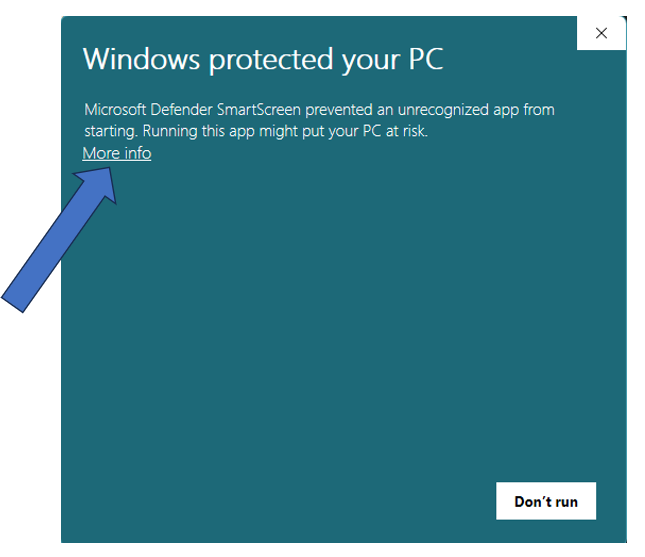 Windows protected your PC
Microsoft Defender SmartScreen prevented an unrecognized app from
starting. Running this app might put your PC at risk.
More info
Don't run